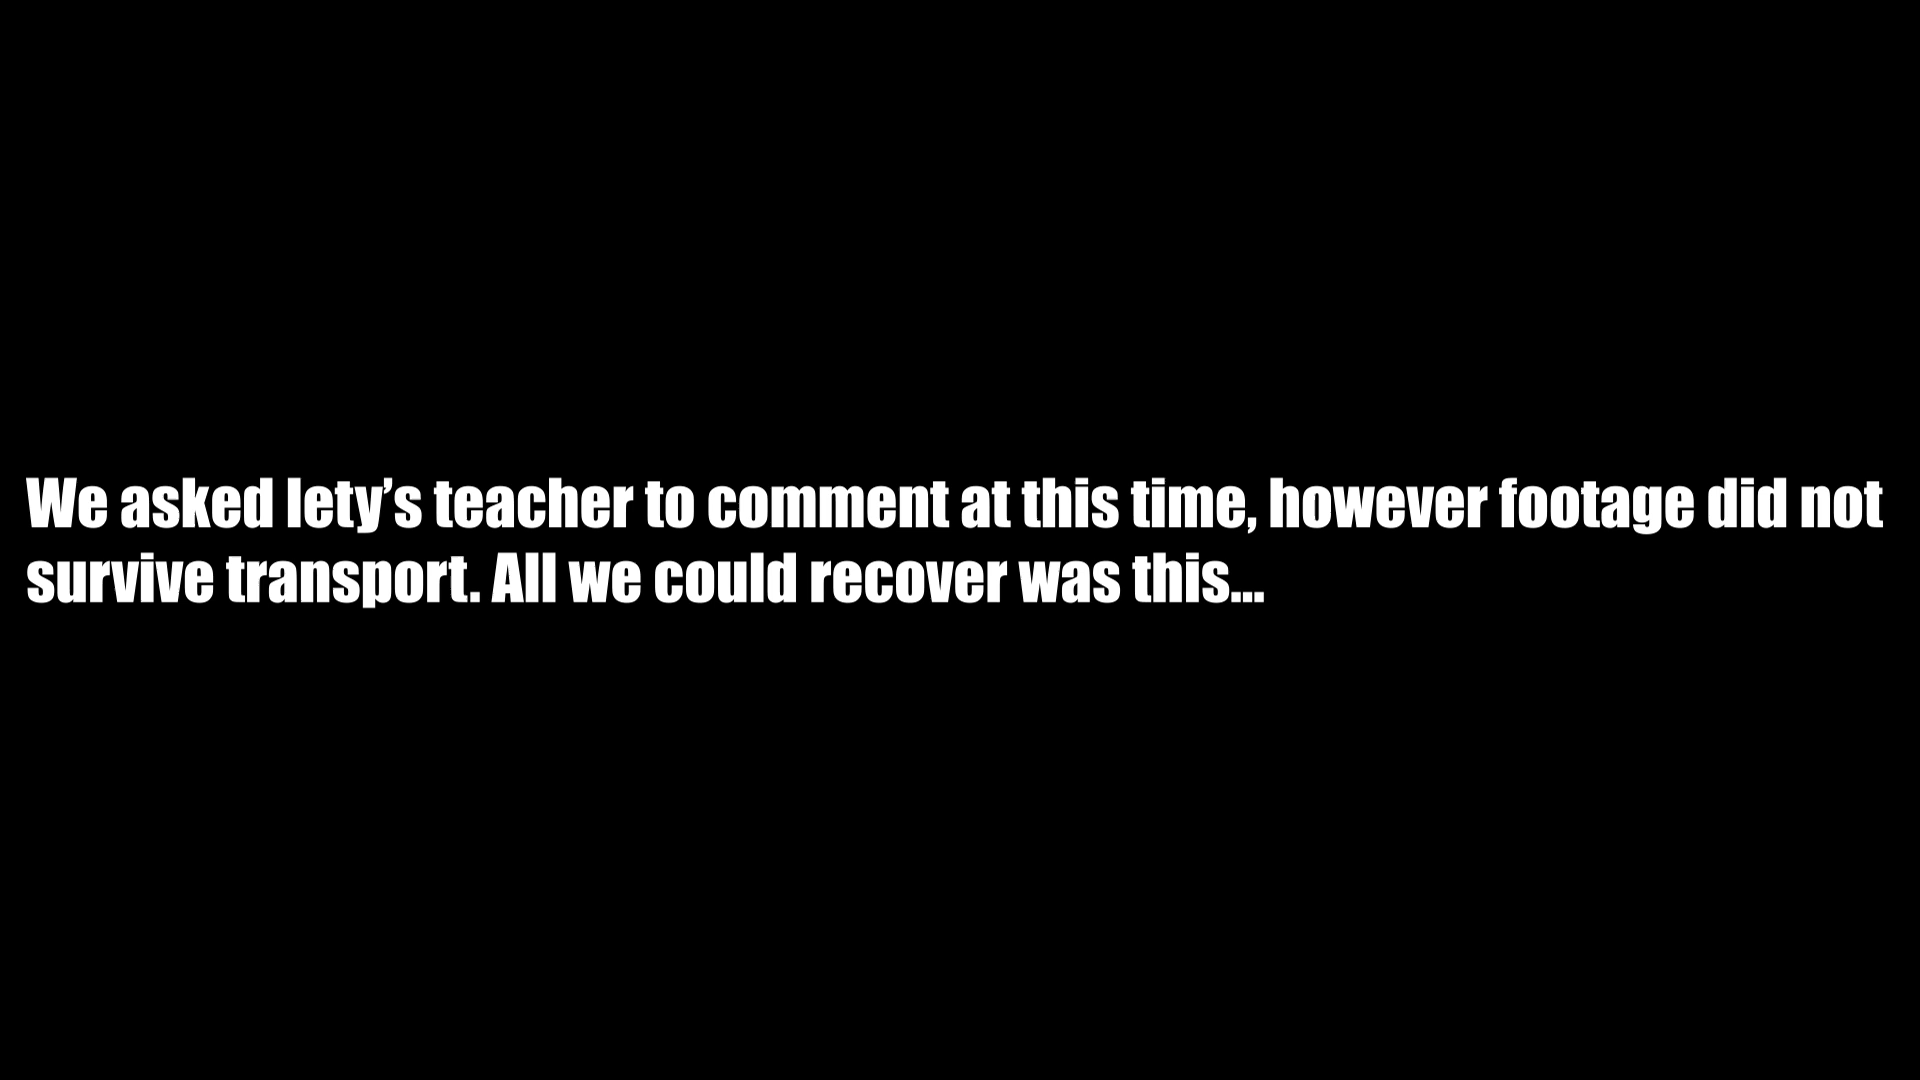 We asked lety’s teacher to comment at this time, however footage did not
survive transport. All we could recover was this...